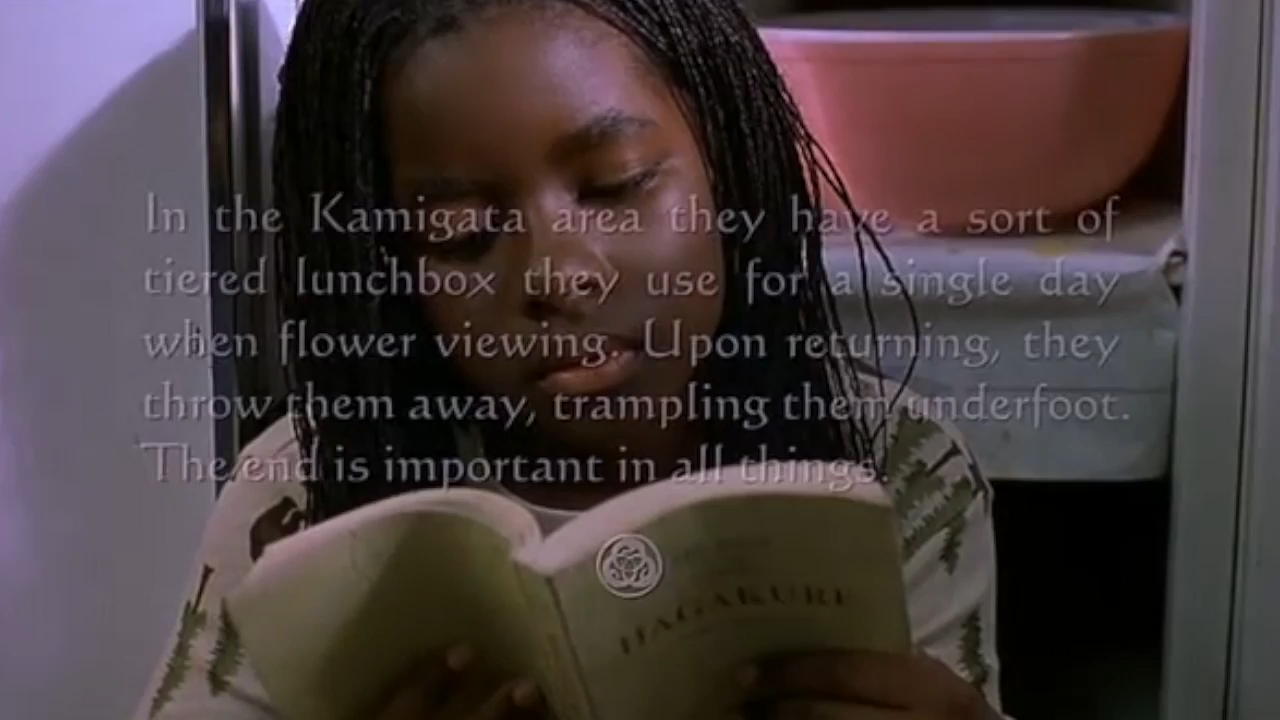 In the Kamigata area they have a sort of
tiered lunchbox they use for a single day
when flower viewing. Upon returning, they
throw them away, trampling them underfoot.
The end is important in all things.
HAGAKURE